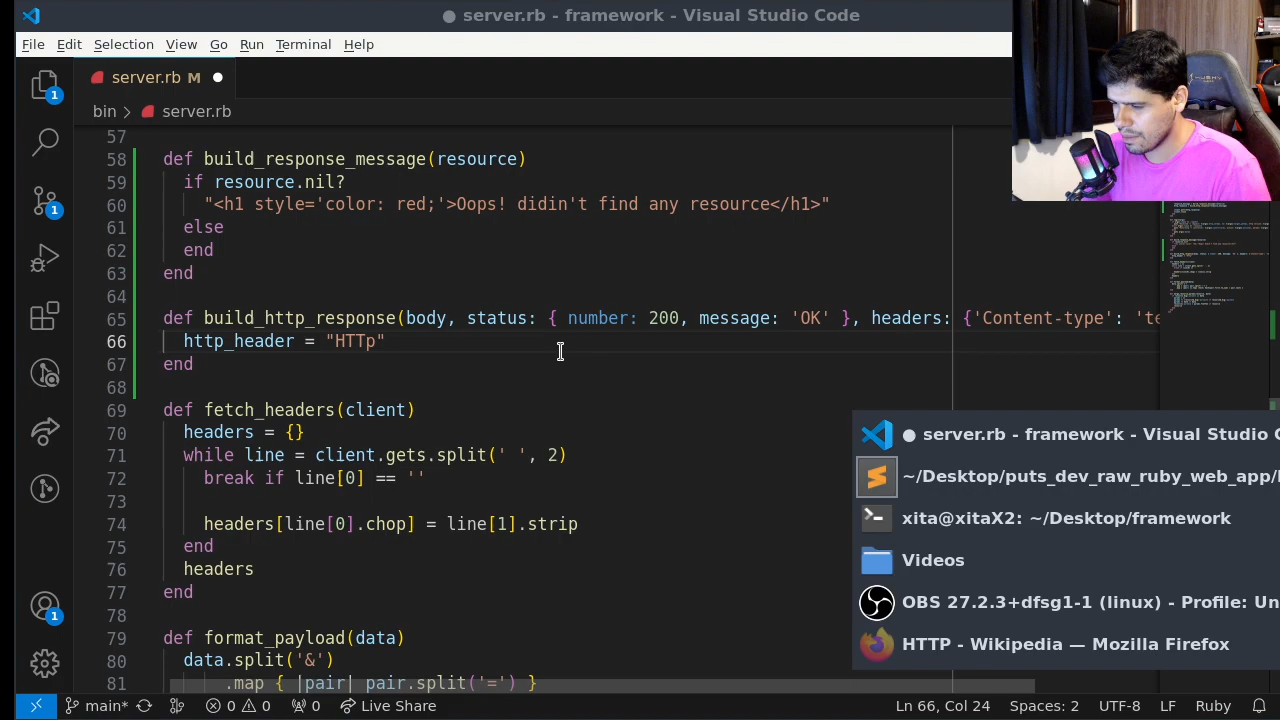 ● server.rb - framework - Visual Studio Code
File Edit Selection View Go Run Terminal Help
server.rb M ●
bin > server.rb
57
58 def build_response_message(resource)
59 if resource.nil?
60 "<h1 style='color: red;'>Oops! didin't find any resource</h1>"
61 else
62 end
63 end
64
65 def build_http_response(body, status: { number: 200, message: 'OK' }, headers: {'Content-type': 'te
66 http_header = "HTTp"
67 end
68
69 def fetch_headers(client)
70 headers = {}
71 while line = client.gets.split(' ', 2)
72 break if line[0] == ''
73
74 headers[line[0].chop] = line[1].strip
75 end
76 headers
77 end
78
79 def format_payload(data)
80 data.split('&')
81 .map { |pair| pair.split('=') }
● server.rb - framework - Visual Studio C
~/Desktop/puts_dev_raw_ruby_web_app/
xita@xitaX2: ~/Desktop/framework
Videos
OBS 27.2.3+dfsg1-1 (linux) - Profile: Un
HTTP - Wikipedia — Mozilla Firefox
1
1
1
main* 0 0 0 Live Share Ln 66, Col 24 Spaces: 2 UTF-8 LF Ruby